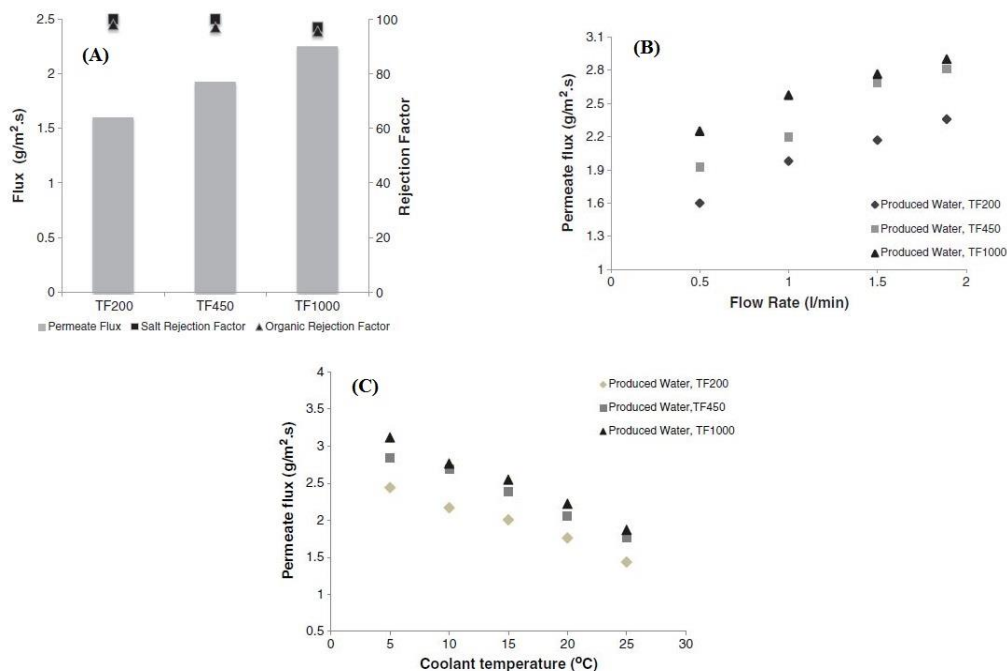 (A)
2.5
2
1.5
1
0.5
0
Flux (g/m².s)
100
80
60
40
20
0
Rejection Factor
TF200 TF450 TF1000
Permeate Flux Salt Rejection Factor Organic Rejection Factor
(B)
3.1
2.8
2.5
2.2
1.9
1.6
1.3
1
Permeate flux (g/m².s)
Produced Water, TF200
Produced Water, TF450
Produced Water, TF1000
0 0.5 1 1.5 2
Flow Rate (l/min)
(C)
4
3.5
3
2.5
2
1.5
1
0.5
Permeate flux (g/m².s)
Produced Water, TF200
Produced Water,TF450
Produced Water, TF1000
0 5 10 15 20 25 30
Coolant temperature (°C)